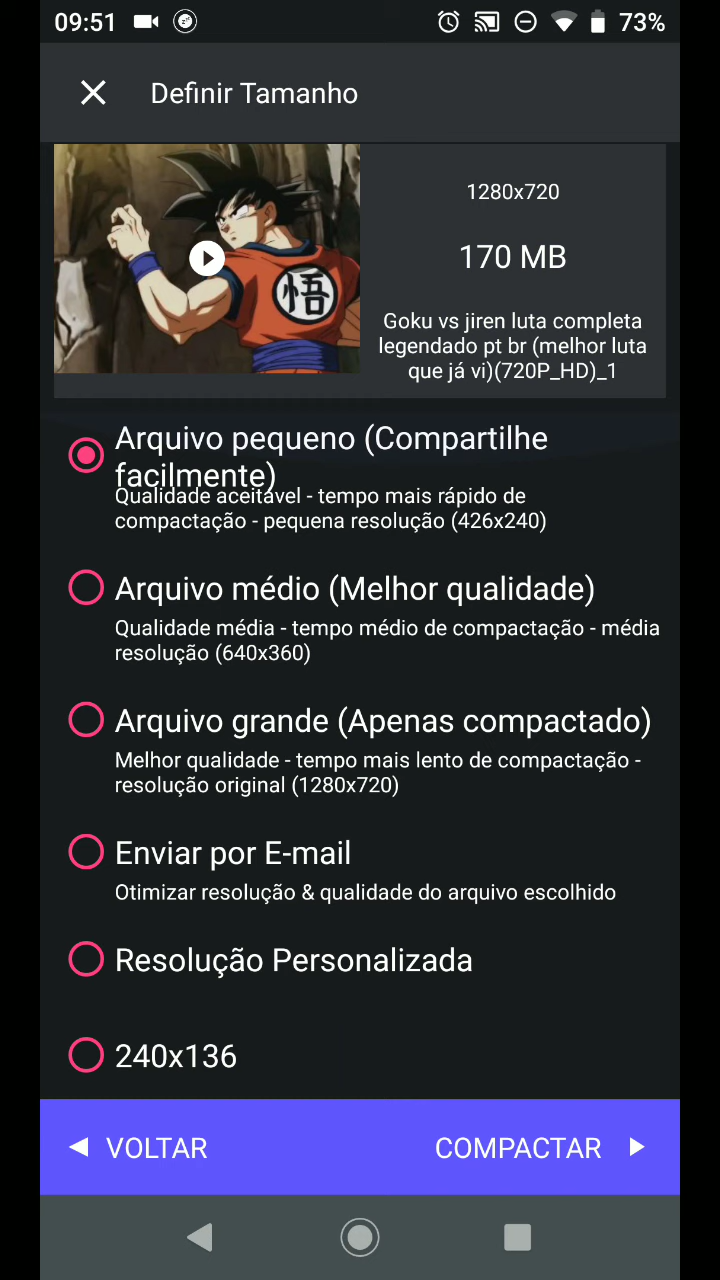 09:51
73%
Definir Tamanho
悟
1280x720
170 MB
Goku vs jiren luta completa
legendado pt br (melhor luta
que já vi)(720P_HD)_1
Arquivo pequeno (Compartilhe
facilmente)
Qualidade aceitável - tempo mais rápido de
compactação - pequena resolução (426x240)
Arquivo médio (Melhor qualidade)
Qualidade média - tempo médio de compactação - média
resolução (640x360)
Arquivo grande (Apenas compactado)
Melhor qualidade - tempo mais lento de compactação -
resolução original (1280x720)
Enviar por E-mail
Otimizar resolução & qualidade do arquivo escolhido
Resolução Personalizada
240x136
VOLTAR
COMPACTAR